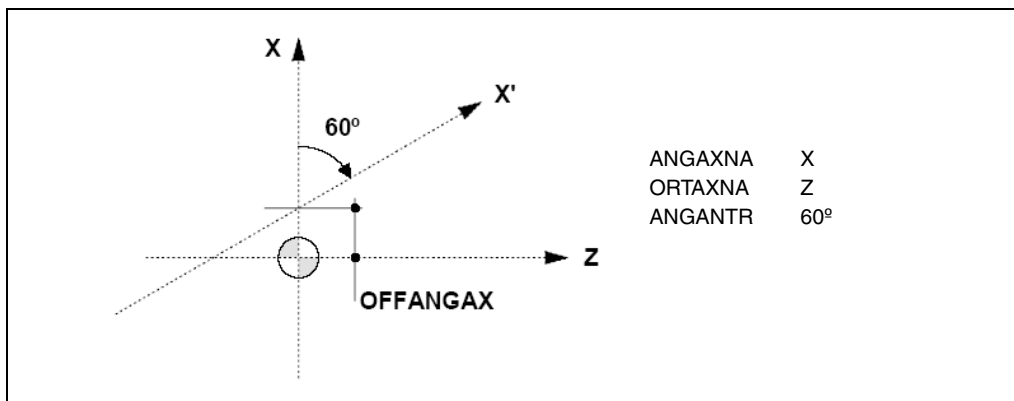 X
X'
60º
ANGAXNA X
ORTAXNA Z
ANGANTR 60º
Z
OFFANGAX